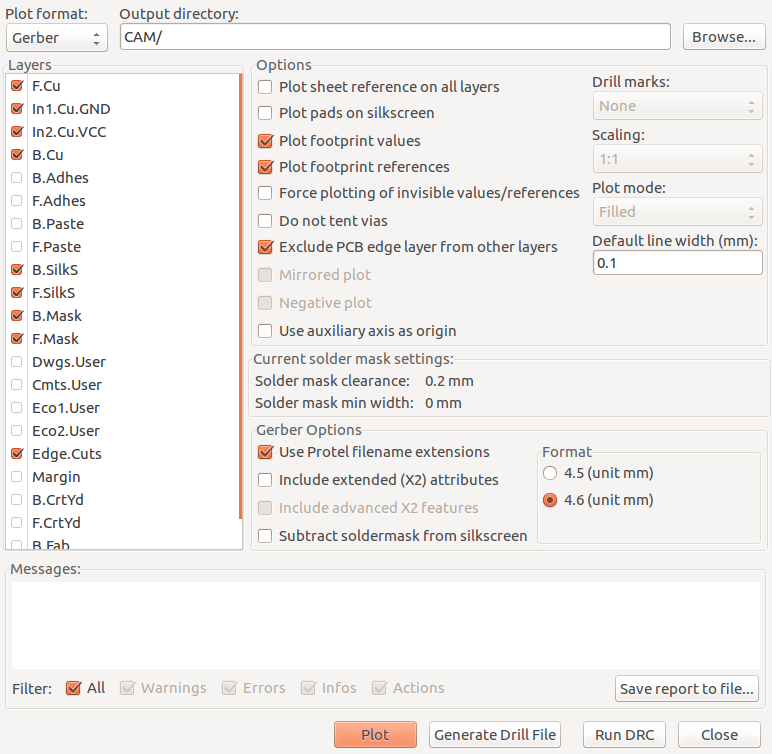 Plot format:
Output directory:
Gerber
CAM/
Browse...
Layers
F.Cu
In1.Cu.GND
In2.Cu.VCC
B.Cu
B.Adhes
F.Adhes
B.Paste
F.Paste
B.SilkS
F.SilkS
B.Mask
F.Mask
Dwgs.User
Cmts.User
Eco1.User
Eco2.User
Edge.Cuts
Margin
B.CrtYd
F.CrtYd
B.Fab
Options
Plot sheet reference on all layers
Plot pads on silkscreen
Plot footprint values
Plot footprint references
Force plotting of invisible values/references
Do not tent vias
Exclude PCB edge layer from other layers
Mirrored plot
Negative plot
Use auxiliary axis as origin
Drill marks:
None
Scaling:
1:1
Plot mode:
Filled
Default line width (mm):
0.1
Current solder mask settings:
Solder mask clearance: 0.2 mm
Solder mask min width: 0 mm
Gerber Options
Use Protel filename extensions
Include extended (X2) attributes
Include advanced X2 features
Subtract soldermask from silkscreen
Format
4.5 (unit mm)
4.6 (unit mm)
Messages:
Filter: All Warnings Errors Infos Actions
Save report to file...
Plot
Generate Drill File
Run DRC
Close